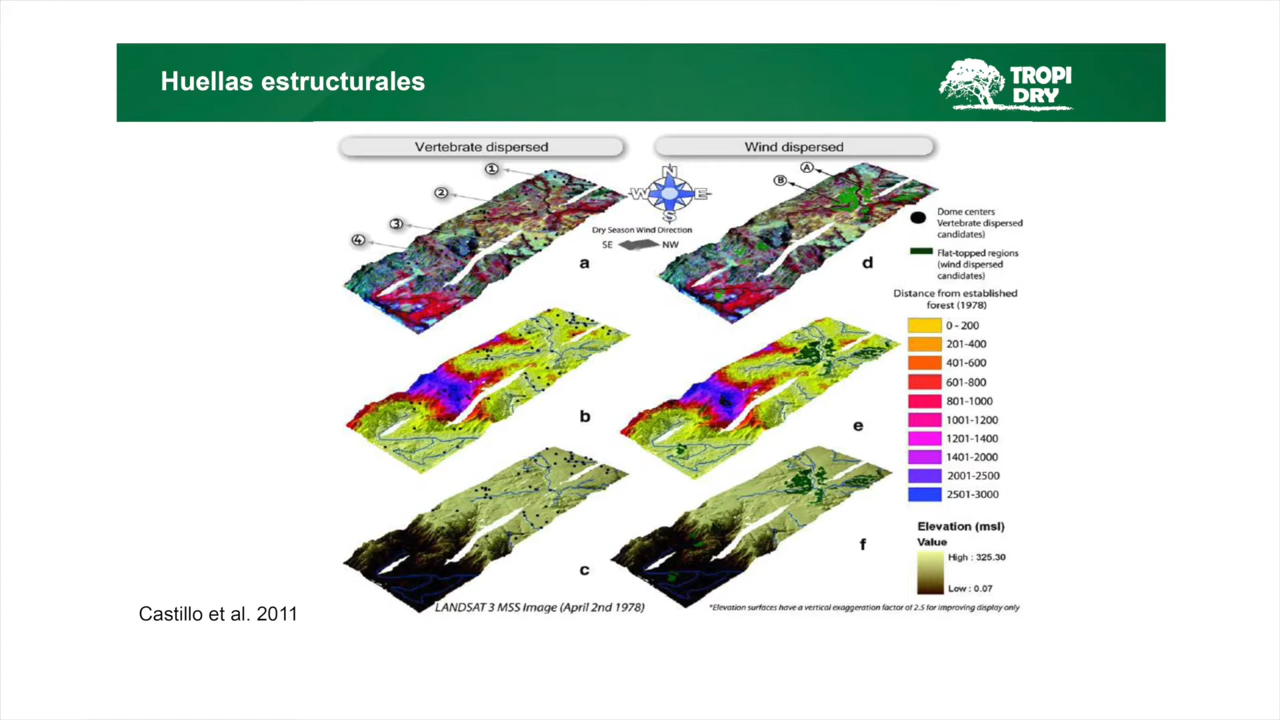 Huellas estructurales
TROPI
DRY
Vertebrate dispersed
Wind dispersed
1
2
3
4
N
W
E
S
Dry Season Wind Direction
SE
NW
A
B
a
d
Dome centers
Vertebrate dispersed
candidates)
Flat-topped regions
(wind dispersed
candidates)
Distance from established
forest (1978)
0 - 200
201-400
401-600
601-800
801-1000
1001-1200
1201-1400
1401-2000
2001-2500
2501-3000
b
e
c
f
Elevation (msl)
Value
High : 325.30
Low : 0.07
LANDSAT 3 MSS Image (April 2nd 1978)
*Elevation surfaces have a vertical exaggeration factor of 2.5 for improving display only
Castillo et al. 2011